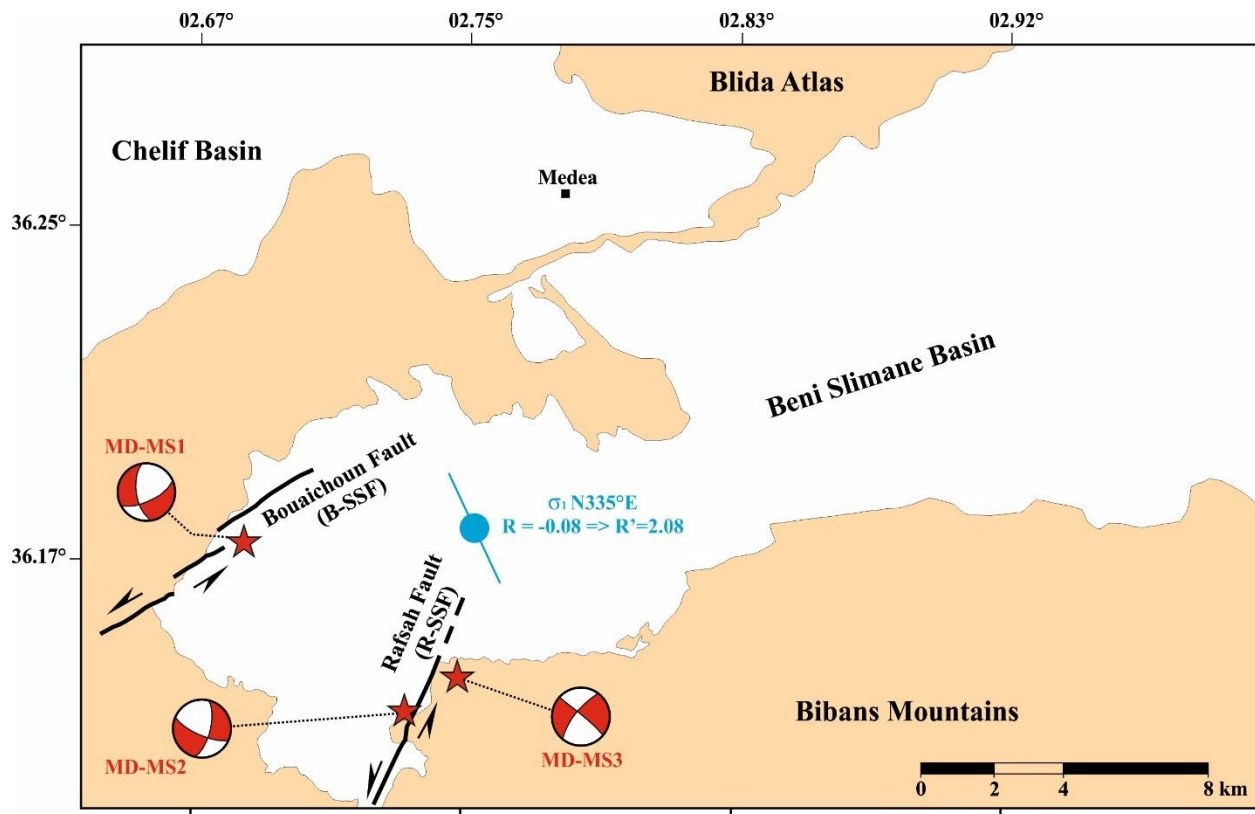 02.67°
02.75°
02.83°
02.92°
Blida Atlas
Chelif Basin
Medea
36.25°
Beni Slimane Basin
MD-MS1
Bouaichoun Fault
(B-SSF)
σ₁ N335°E
R = -0.08 => R'=2.08
36.17°
Rafsah Fault
(R-SSF)
Bibans Mountains
MD-MS2
MD-MS3
0 2 4 8 km